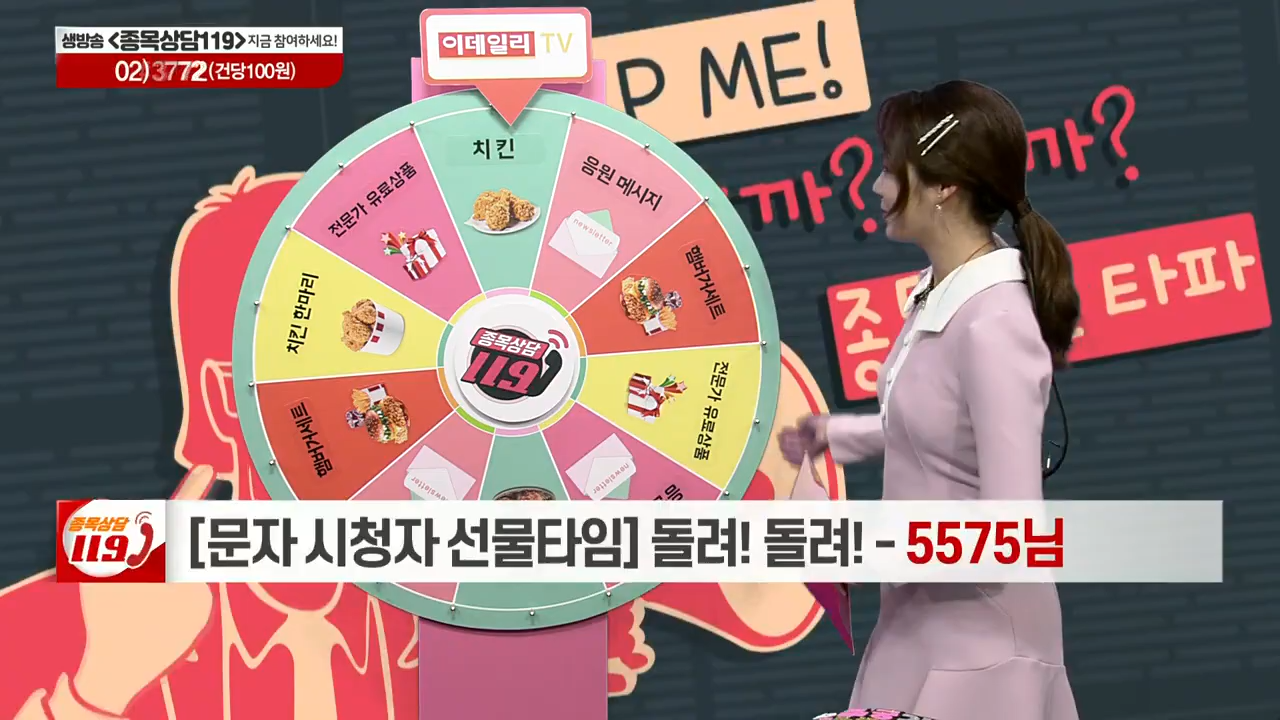 생방송 <종목상담119> 지금 참여하세요!
02) 3772 (건당100원)
이데일리 TV
P ME!
까? 까?
타파
치킨
응원 메시지
newsletter
햄버거세트
전문가 유료상품
newsletter
newsletter
햄버거세트
치킨 한마리
전문가 유료상품
종목상담
119
종목상담
119
[문자 시청자 선물타임] 돌려! 돌려! - 5575님